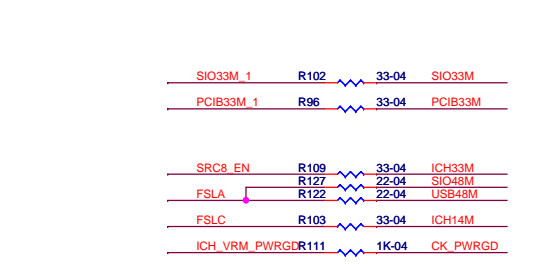 SIO33M_1 R102 33-04 SIO33M
PCIB33M_1 R96 33-04 PCIB33M
SRC8_EN R109 33-04 ICH33M
R127 22-04 SIO48M
FSLA R122 22-04 USB48M
FSLC R103 33-04 ICH14M
ICH_VRM_PWRGD R111 1K-04 CK_PWRGD